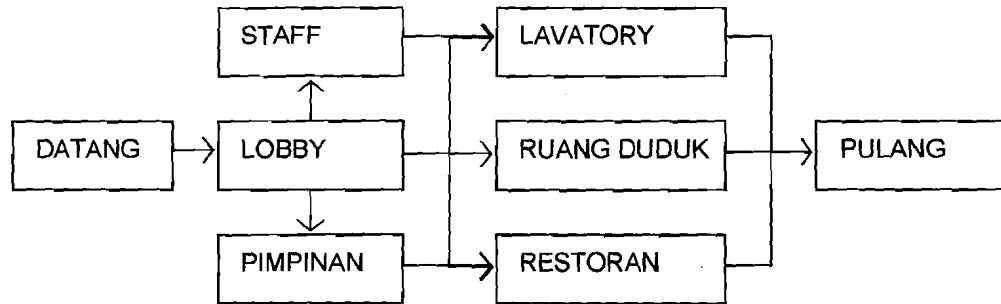 STAFF
LAVATORY
DATANG
LOBBY
RUANG DUDUK
PULANG
PIMPINAN
RESTORAN